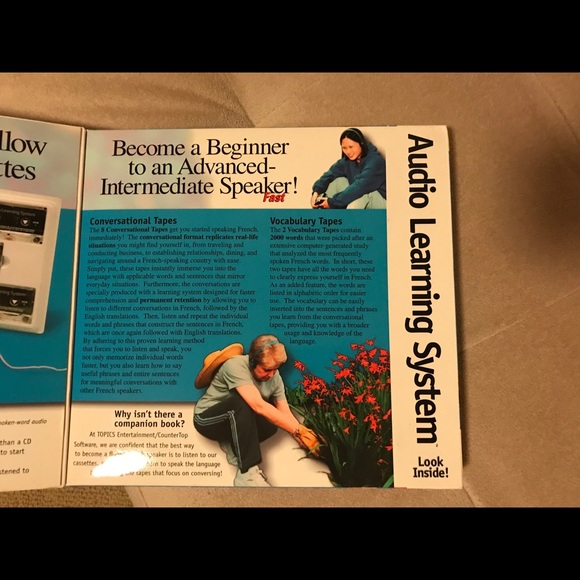 llow
ttes
Become a Beginner
to an Advanced-
Intermediate Speaker!
Fast
Conversational Tapes
The 8 Conversational Tapes get you started speaking French,
immediately! The conversational format replicates real-life
situations you might find yourself in, from traveling and
conducting business, to establishing relationships, dining, and
navigating around a French-speaking country with ease.
Simply put, these tapes instantly immerse you into the
language with applicable words and sentences that mirror
everyday situations. Furthermore, the conversations are
specially produced with a learning system designed for faster
comprehension and permanent retention by allowing you to
listen to different conversations in French, followed by the
English translations. Then, listen and repeat the individual
words and phrases that construct the sentences in French;
which are once again followed with English translations.
By adhering to this proven learning method
that forces you to listen and speak, you
not only memorize individual words
faster, but you also learn how to say
useful phrases and entire sentences
for meaningful conversations with
other French speakers.
Vocabulary Tapes
The 2 Vocabulary Tapes contain
2000 words that were picked after an
extensive computer-generated study
that analyzed the most frequently
spoken French words. In short, these
two tapes have all the words you need
to clearly express yourself in French.
As an added feature, the words are
listed in alphabetic order for easier
use. The vocabulary can be easily
inserted into the sentences and phrases
you learn from the conversational
tapes, providing you with a broader
usage and knowledge of the
language.
Why isn't there a
companion book?
At TOPICS Entertainment/CounterTop
Software, we are confident that the best way
to become a speaker is to listen to our
cassettes. to speak the language
and tapes that focus on conversing!
spoken-word audio
than a CD
to start
istened to
Audio Learning System™
Look
Inside!